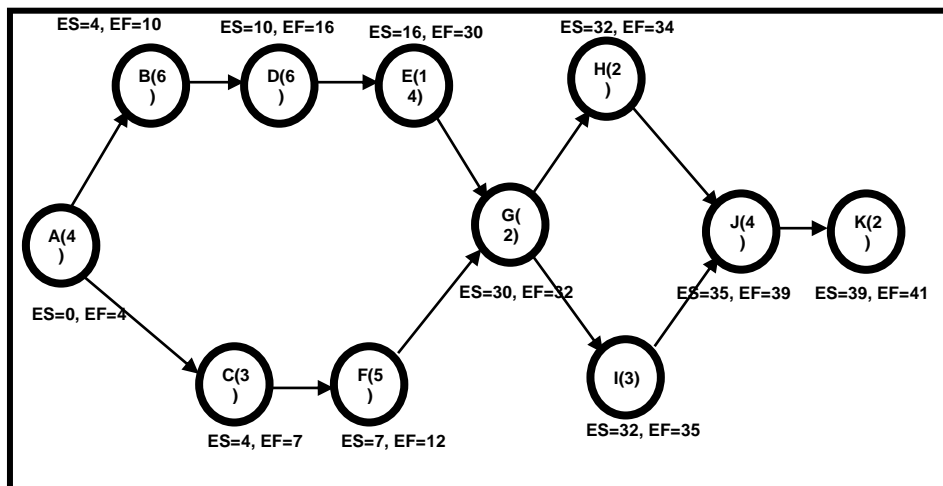 ES=4, EF=10
ES=10, EF=16
ES=16, EF=30
ES=32, EF=34
B(6
)
D(6
)
E(1
4)
H(2
)
A(4
)
G(
2)
J(4
)
K(2
)
ES=0, EF=4
ES=30, EF=32
ES=35, EF=39
ES=39, EF=41
C(3
)
F(5
)
I(3)
ES=4, EF=7
ES=7, EF=12
ES=32, EF=35